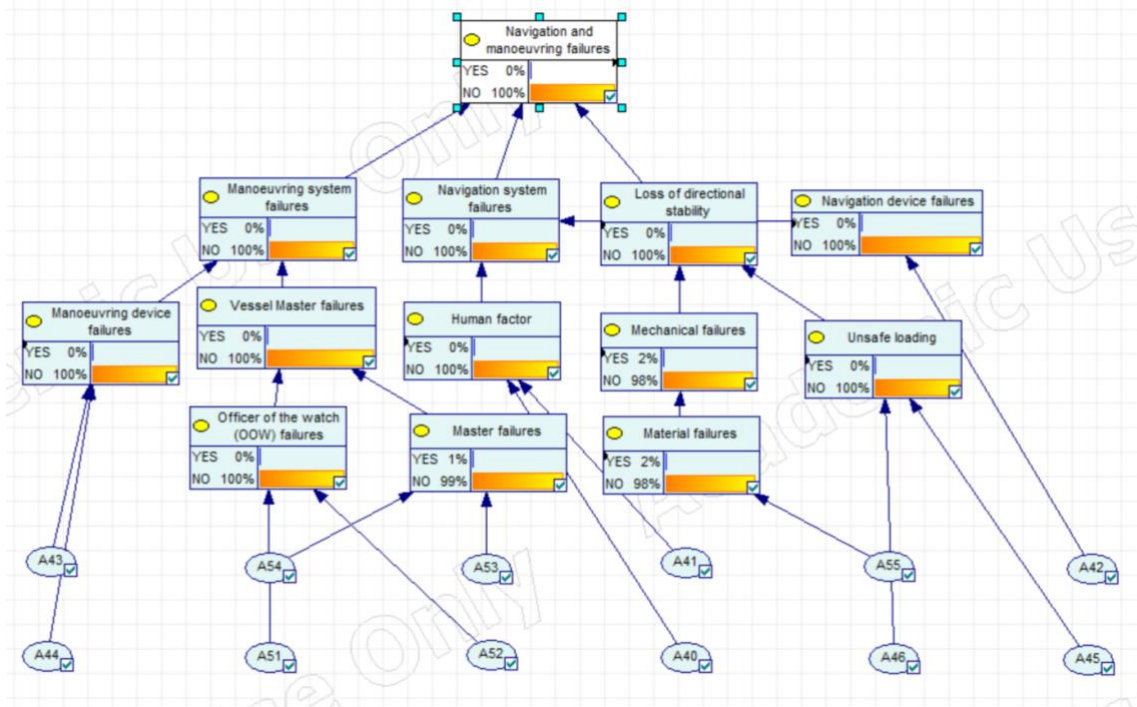 Navigation and
manoeuvring failures
YES 0%
NO 100%
Manoeuvring system
failures
YES 0%
NO 100%
Navigation system
failures
YES 0%
NO 100%
Loss of directional
stability
YES 0%
NO 100%
Navigation device failures
YES 0%
NO 100%
Manoeuvring device
failures
YES 0%
NO 100%
Vessel Master failures
YES 0%
NO 100%
Human factor
YES 0%
NO 100%
Mechanical failures
YES 2%
NO 98%
Unsafe loading
YES 0%
NO 100%
Officer of the watch
(OOW) failures
YES 0%
NO 100%
Master failures
YES 1%
NO 99%
Material failures
YES 2%
NO 98%
A43
A54
A53
A41
A55
A42
A44
A51
A52
A40
A46
A45